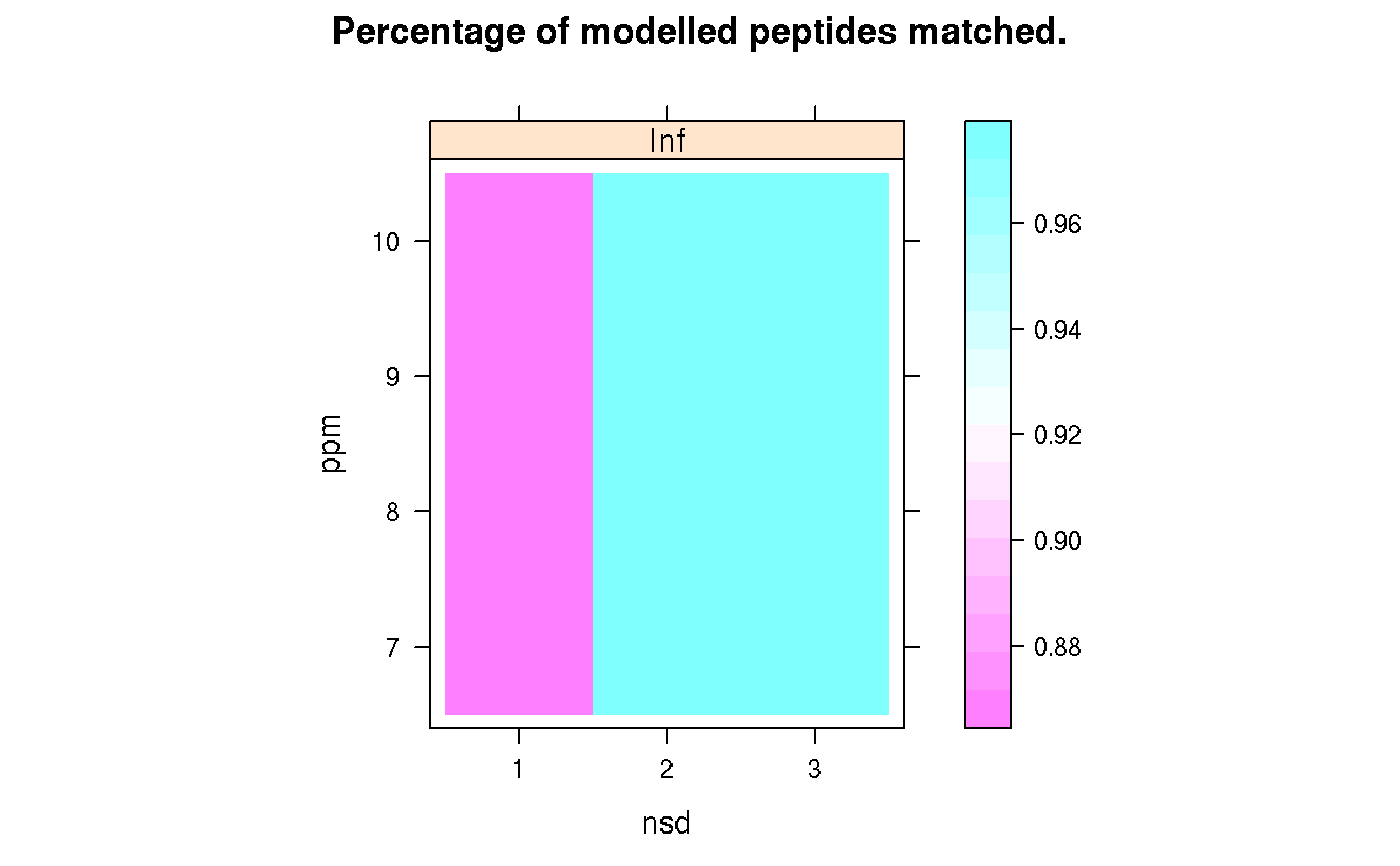 Percentage of modelled peptides matched.
Inf
10
9
8
7
ppm
1 2 3
nsd
0.96
0.94
0.92
0.90
0.88